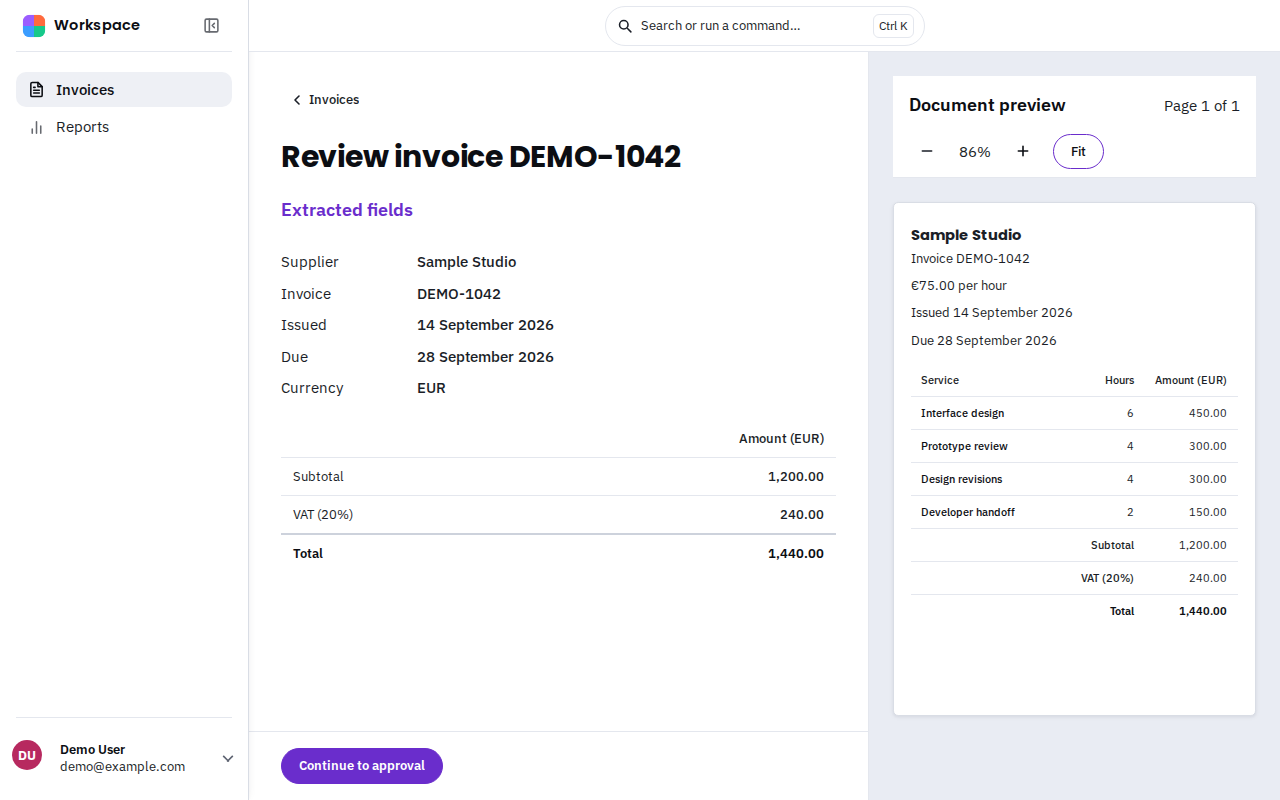 Workspace
Search or run a command...
Ctrl K
Invoices
Reports
Demo User
demo@example.com
DU
Invoices
Review invoice DEMO-1042
Extracted fields
Supplier Sample Studio
Invoice DEMO-1042
Issued 14 September 2026
Due 28 September 2026
Currency EUR
Amount (EUR)
Subtotal 1,200.00
VAT (20%) 240.00
Total 1,440.00
Continue to approval
Document preview Page 1 of 1
86% Fit
Sample Studio
Invoice DEMO-1042
€75.00 per hour
Issued 14 September 2026
Due 28 September 2026
Service Hours Amount (EUR)
Interface design 6 450.00
Prototype review 4 300.00
Design revisions 4 300.00
Developer handoff 2 150.00
Subtotal 1,200.00
VAT (20%) 240.00
Total 1,440.00